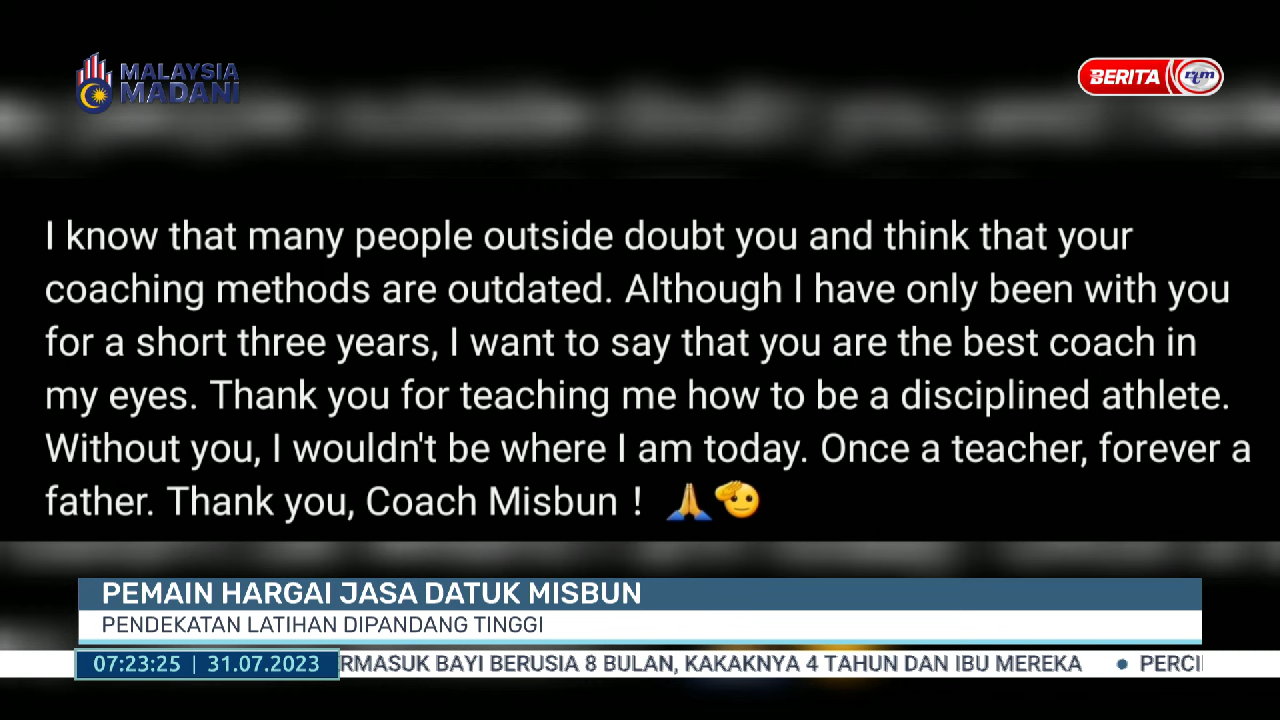 MALAYSIA
MADANI
BERITA rtm
I know that many people outside doubt you and think that your
coaching methods are outdated. Although I have only been with you
for a short three years, I want to say that you are the best coach in
my eyes. Thank you for teaching me how to be a disciplined athlete.
Without you, I wouldn't be where I am today. Once a teacher, forever a
father. Thank you, Coach Misbun ! 🙏🫡
PEMAIN HARGAI JASA DATUK MISBUN
PENDEKATAN LATIHAN DIPANDANG TINGGI
07:23:25 | 31.07.2023 RMASUK BAYI BERUSIA 8 BULAN, KAKAKNYA 4 TAHUN DAN IBU MEREKA • PERCI